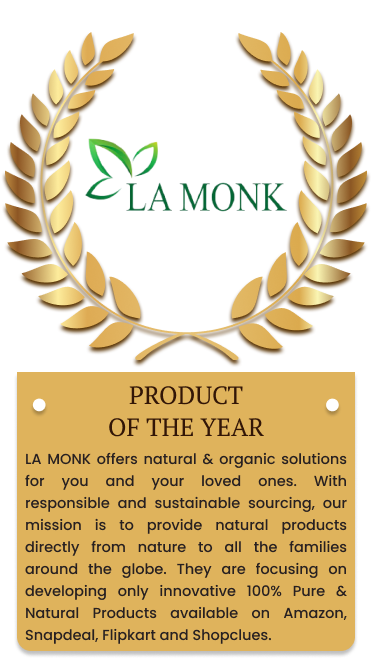 LA MONK
PRODUCT
OF THE YEAR
LA MONK offers natural & organic solutions
for you and your loved ones. With
responsible and sustainable sourcing, our
mission is to provide natural products
directly from nature to all the families
around the globe. They are focusing on
developing only innovative 100% Pure &
Natural Products available on Amazon,
Snapdeal, Flipkart and Shopclues.